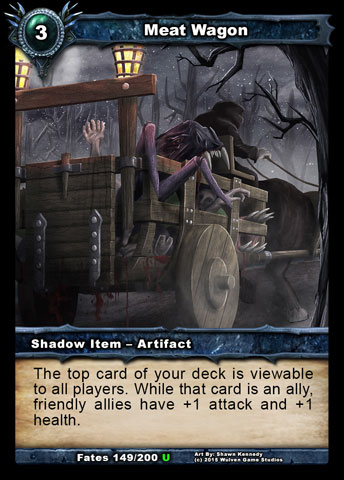 3
Meat Wagon
Shadow Item – Artifact
The top card of your deck is viewable
to all players. While that card is an ally,
friendly allies have +1 attack and +1
health.
Fates 149/200 U
Art By: Shawn Kennedy
(c) 2015 Wulven Game Studios